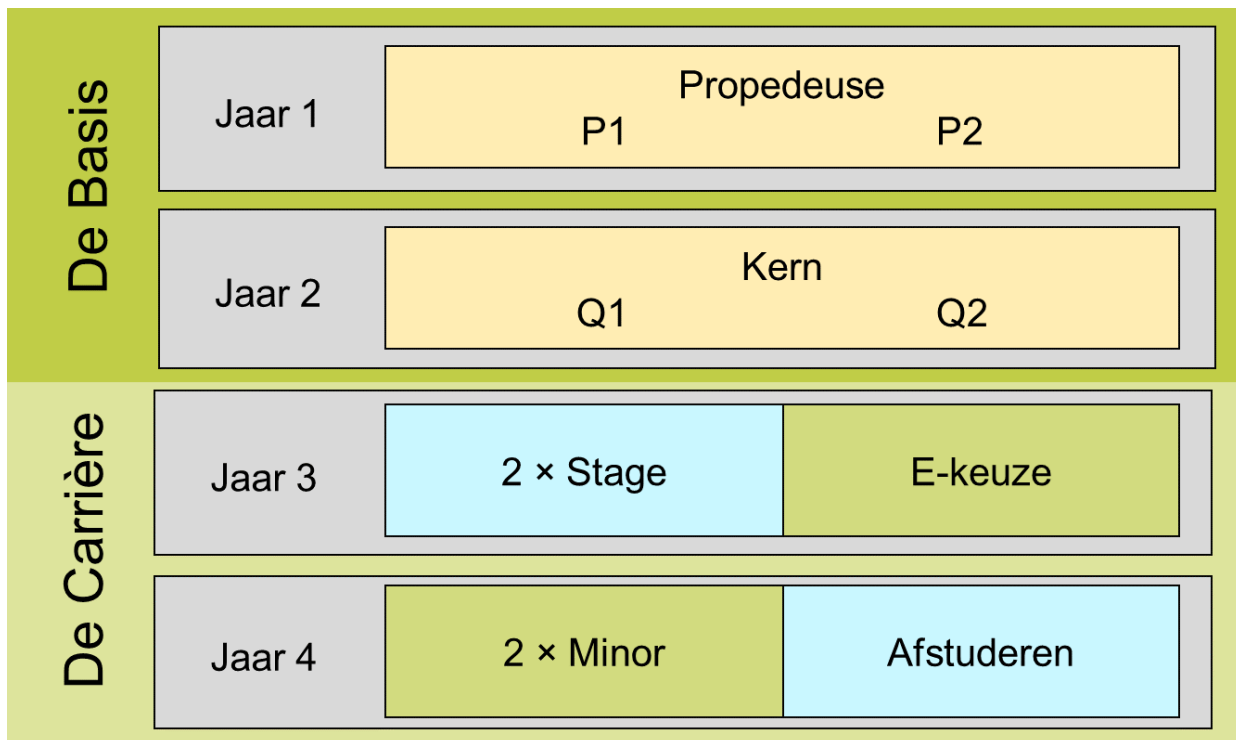 De Basis
Jaar 1
Propedeuse
P1 P2
Jaar 2
Kern
Q1 Q2
De Carrière
Jaar 3
2 × Stage
E-keuze
Jaar 4
2 × Minor
Afstuderen